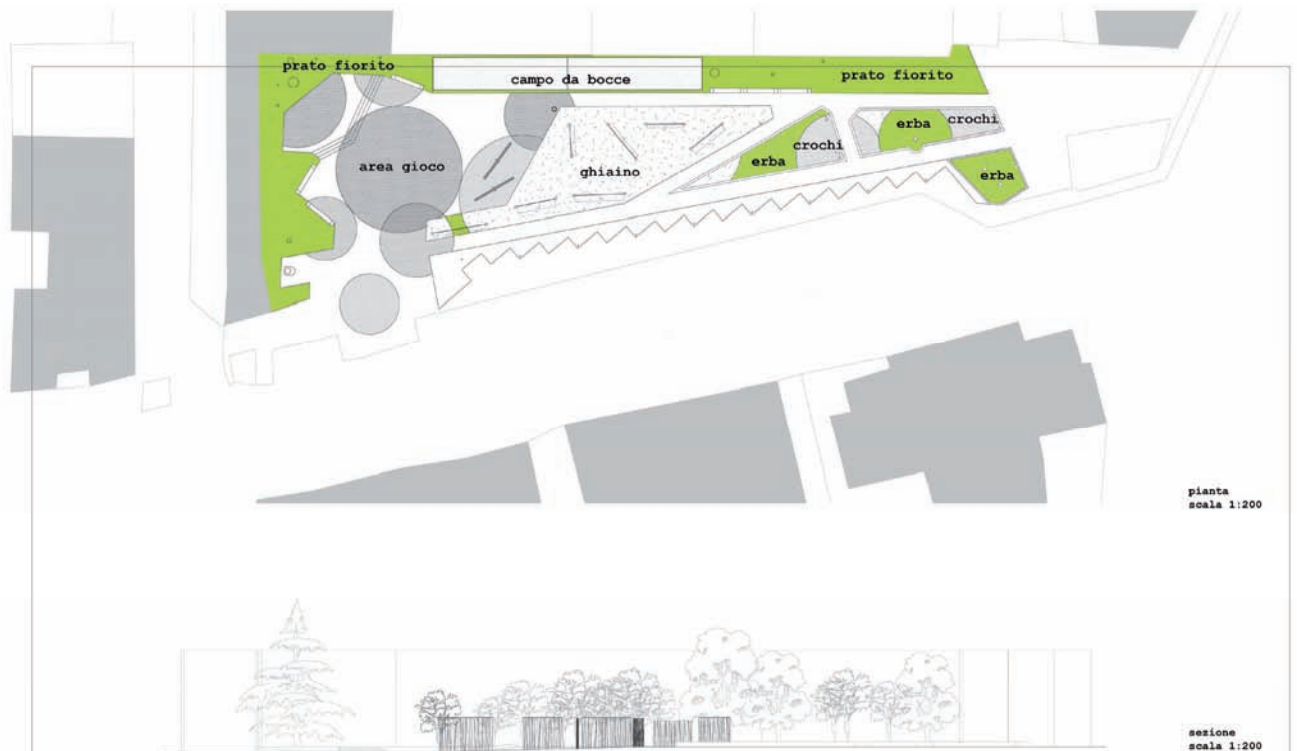 prato fiorito
campo da bocce
prato fiorito
area gioco
ghiaino
erba
crochi
erba
crochi
erba
pianta
scala 1:200
sezione
scala 1:200